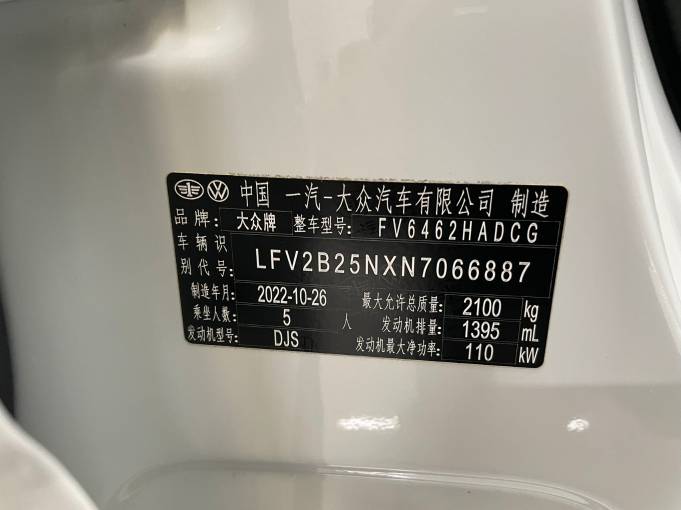 中国 一汽-大众汽车有限公司 制造
品牌: 大众牌 整车型号: FV6462HADCG
车辆识别代号: LFV2B25NXN7066887
制造年月: 2022-10-26 最大允许总质量: 2100 kg
乘坐人数: 5 人 发动机排量: 1395 mL
发动机型号: DJS 发动机最大净功率: 110 kW